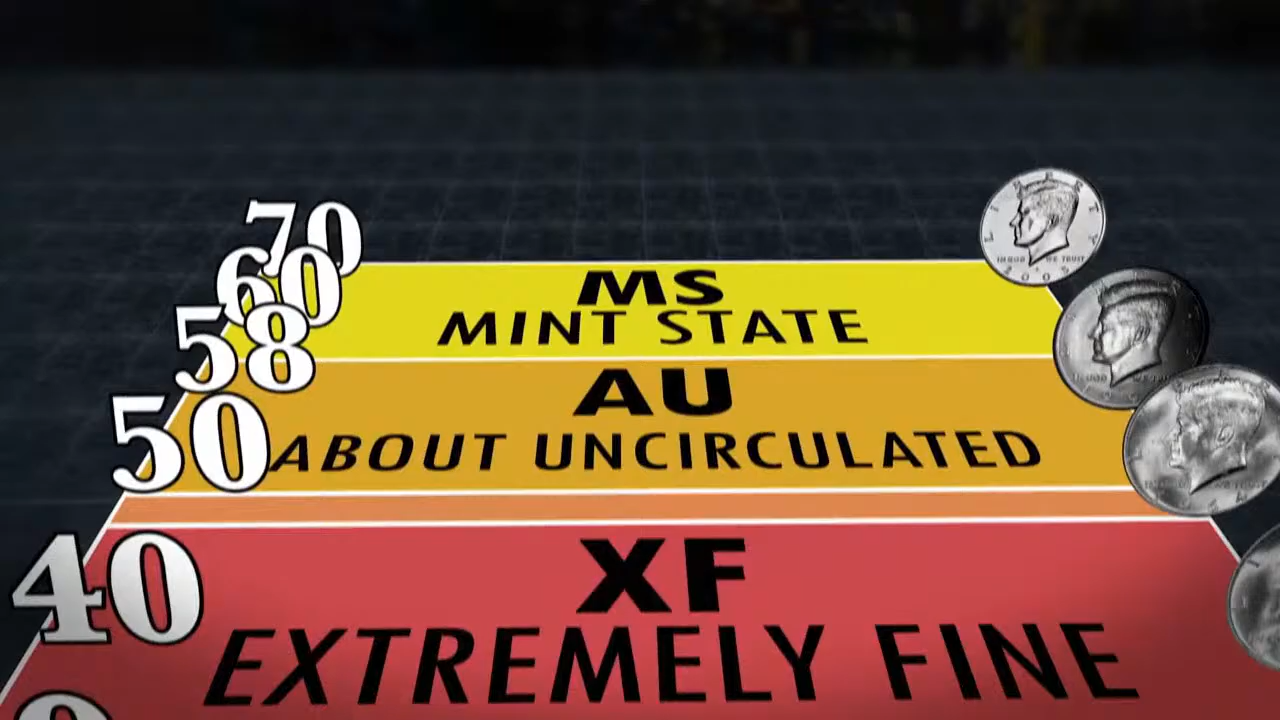 70
60
58
50
40
MS
MINT STATE
AU
ABOUT UNCIRCULATED
XF
EXTREMELY FINE